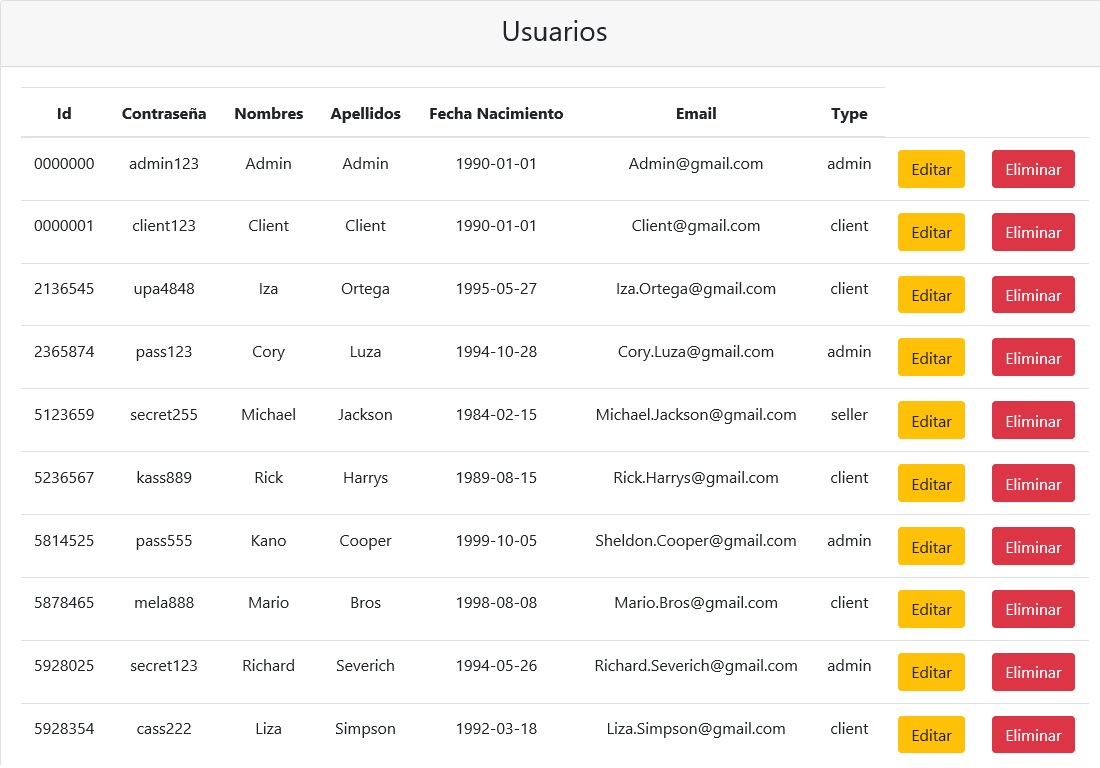 Usuarios
Id Contraseña Nombres Apellidos Fecha Nacimiento Email Type
0000000 admin123 Admin Admin 1990-01-01 Admin@gmail.com admin Editar Eliminar
0000001 client123 Client Client 1990-01-01 Client@gmail.com client Editar Eliminar
2136545 upa4848 Iza Ortega 1995-05-27 Iza.Ortega@gmail.com client Editar Eliminar
2365874 pass123 Cory Luza 1994-10-28 Cory.Luza@gmail.com admin Editar Eliminar
5123659 secret255 Michael Jackson 1984-02-15 Michael.Jackson@gmail.com seller Editar Eliminar
5236567 kass889 Rick Harrys 1989-08-15 Rick.Harrys@gmail.com client Editar Eliminar
5814525 pass555 Kano Cooper 1999-10-05 Sheldon.Cooper@gmail.com admin Editar Eliminar
5878465 mela888 Mario Bros 1998-08-08 Mario.Bros@gmail.com client Editar Eliminar
5928025 secret123 Richard Severich 1994-05-26 Richard.Severich@gmail.com admin Editar Eliminar
5928354 cass222 Liza Simpson 1992-03-18 Liza.Simpson@gmail.com client Editar Eliminar